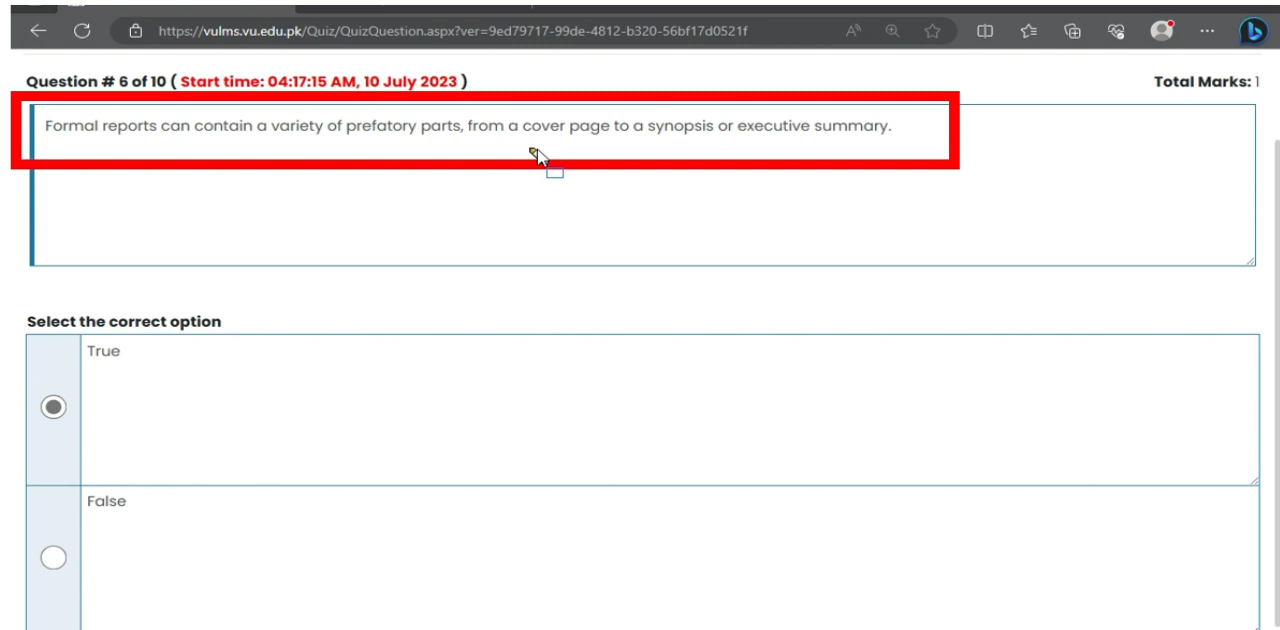 https://vulms.vu.edu.pk/Quiz/QuizQuestion.aspx?ver=9ed79717-99de-4812-b320-56bf17d0521f
Question # 6 of 10 ( Start time: 04:17:15 AM, 10 July 2023 ) Total Marks: 1
Formal reports can contain a variety of prefatory parts, from a cover page to a synopsis or executive summary.
Select the correct option
True
False